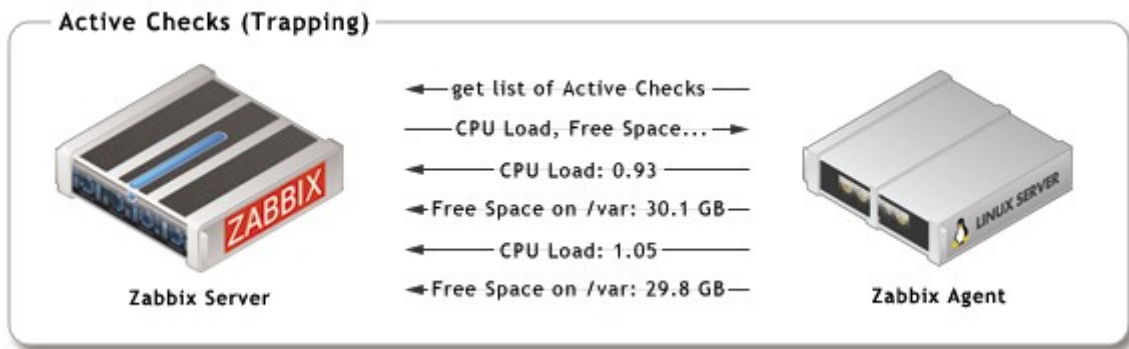 Active Checks (Trapping)
get list of Active Checks
CPU Load, Free Space...
CPU Load: 0.93
Free Space on /var: 30.1 GB
CPU Load: 1.05
Free Space on /var: 29.8 GB
ZABBIX
LINUX SERVER
Zabbix Server
Zabbix Agent